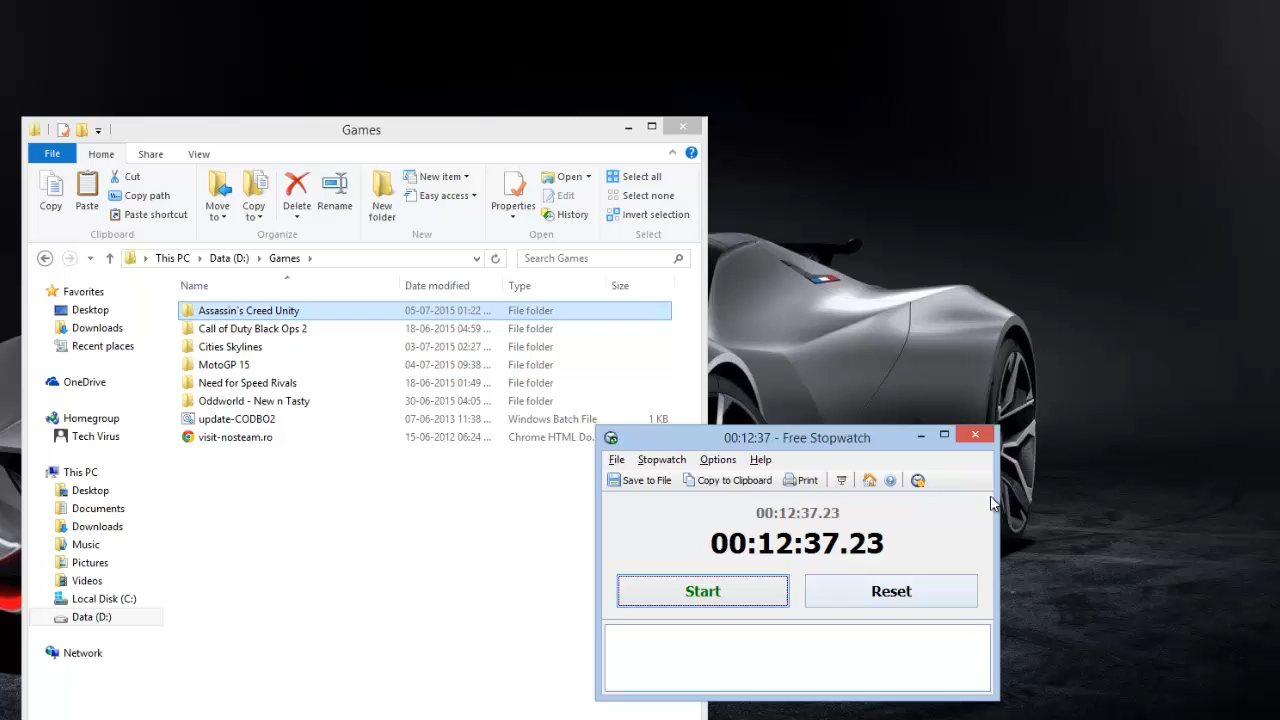 Games
File Home Share View
Cut
Copy path
Paste shortcut
Copy Paste
Clipboard
Move to Copy to Delete Rename
Organize
New item
Easy access
New folder
New
Properties
Open
Edit
History
Open
Select all
Select none
Invert selection
Select
This PC Data (D:) Games
Search Games
Name Date modified Type Size
Assassin's Creed Unity 05-07-2015 01:22 ... File folder
Call of Duty Black Ops 2 18-06-2015 04:59 ... File folder
Cities Skylines 03-07-2015 02:27 ... File folder
MotoGP 15 04-07-2015 09:38 ... File folder
Need for Speed Rivals 18-06-2015 01:49 ... File folder
Oddworld - New n Tasty 30-06-2015 04:05 ... File folder
update-CODBO2 07-06-2013 11:38 ... Windows Batch File 1 KB
visit-nosteam.ro 15-06-2012 06:24 ... Chrome HTML Do...
Favorites
Desktop
Downloads
Recent places
OneDrive
Homegroup
Tech Virus
This PC
Desktop
Documents
Downloads
Music
Pictures
Videos
Local Disk (C:)
Data (D:)
Network
00:12:37 - Free Stopwatch
File Stopwatch Options Help
Save to File Copy to Clipboard Print
00:12:37.23
00:12:37.23
Start Reset